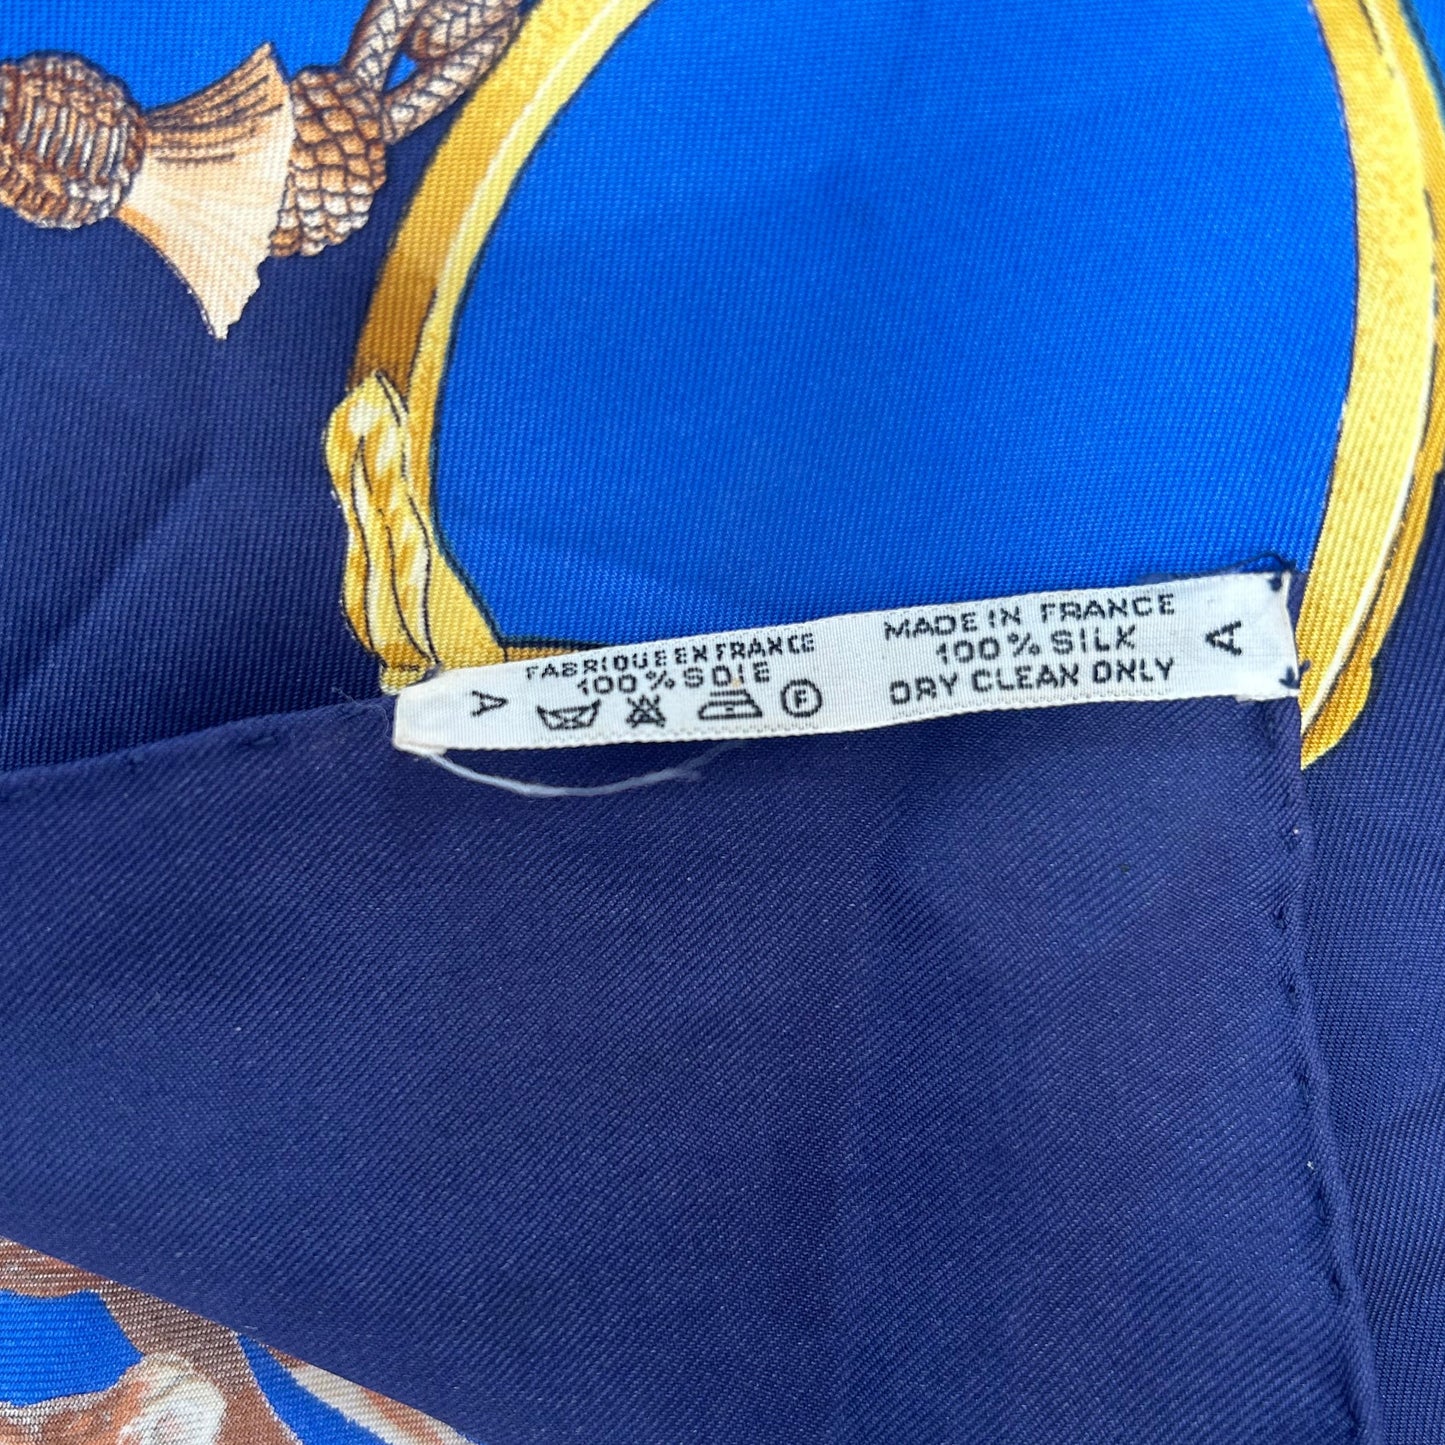 A
FABRIQUE EN FRANCE
100 % SOIE
F
MADE IN FRANCE
100 % SILK
DRY CLEAN ONLY
A